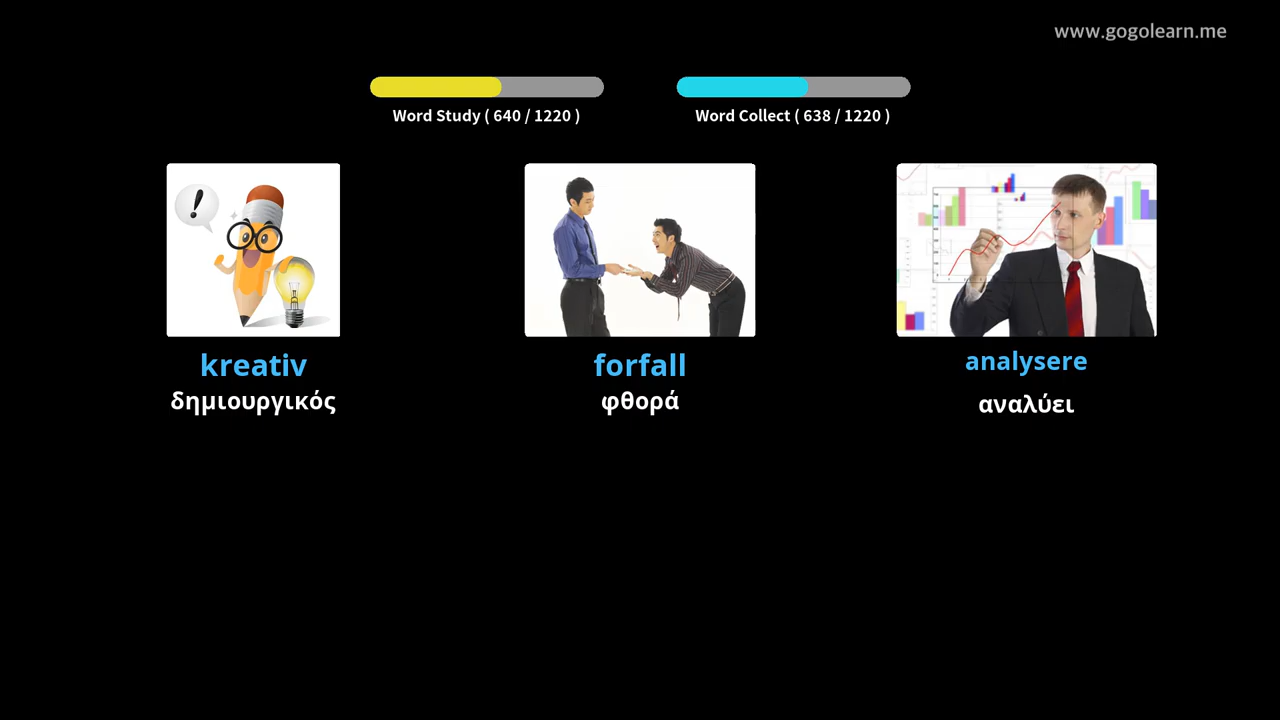 www.gogolearn.me
Word Study ( 640 / 1220 )
Word Collect ( 638 / 1220 )
kreativ
δημιουργικός
forfall
φθορά
analysere
αναλύει